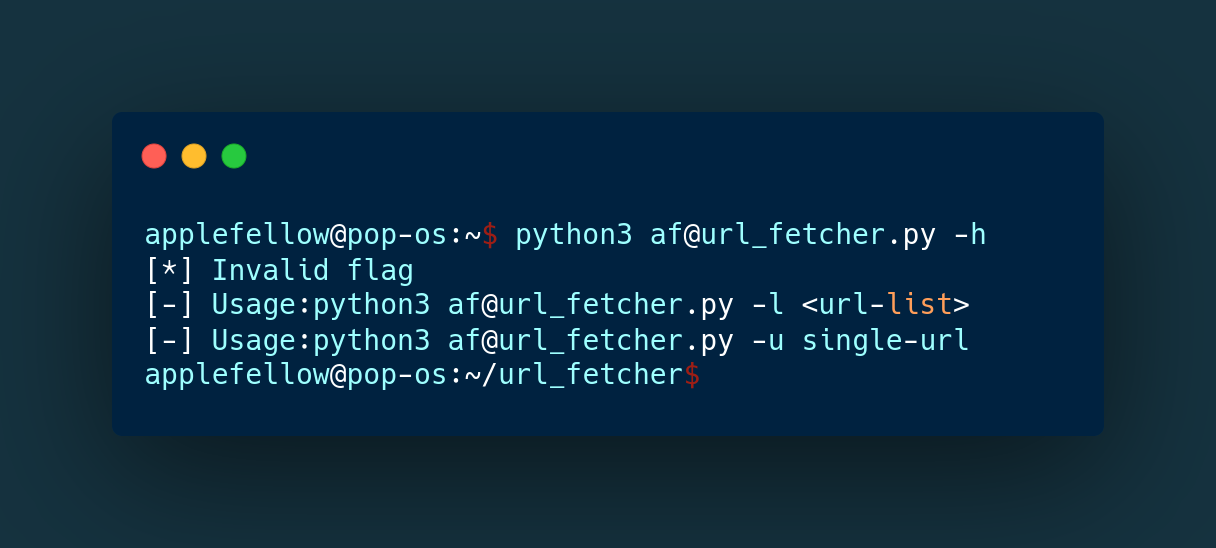 applefellow@pop-os:~$ python3 af@url_fetcher.py -h
[*] Invalid flag
[-] Usage:python3 af@url_fetcher.py -l <url-list>
[-] Usage:python3 af@url_fetcher.py -u single-url
applefellow@pop-os:~/url_fetcher$